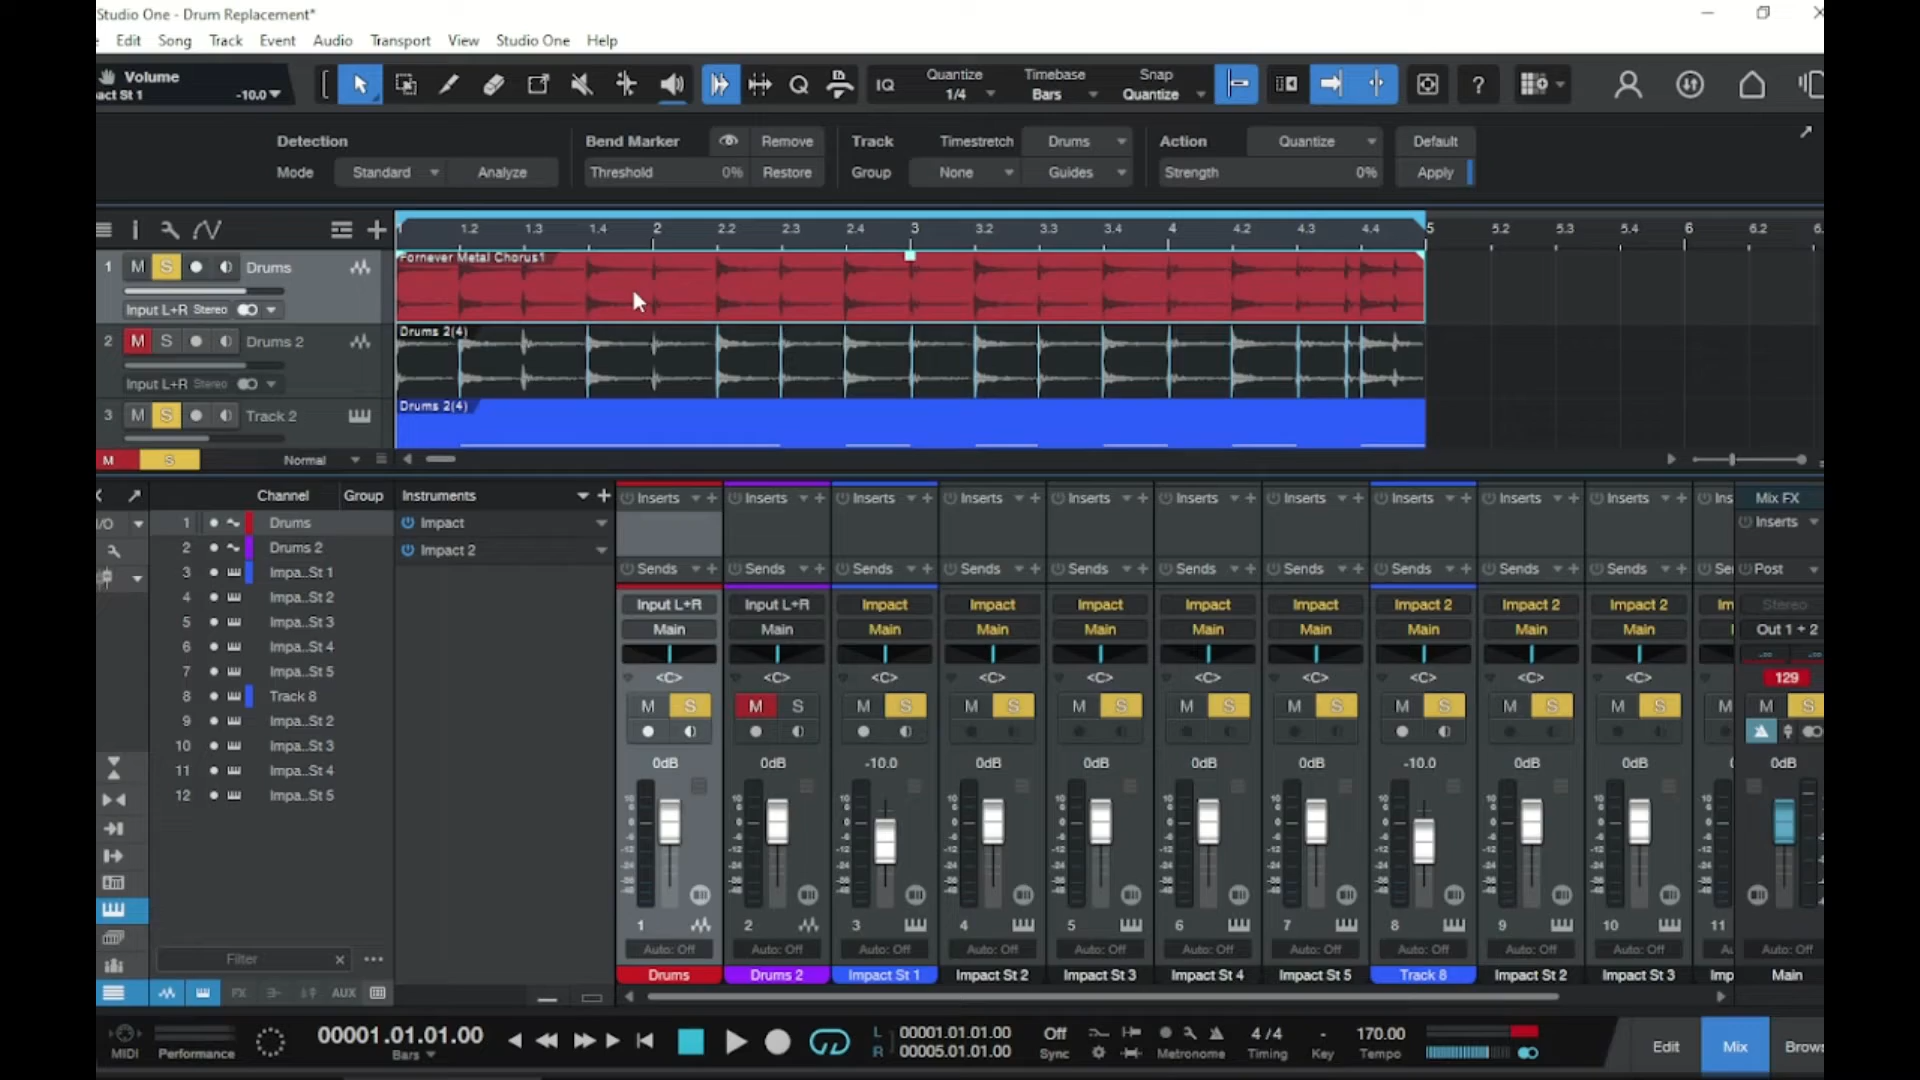 Studio One - Drum Replacement*
Edit Song Track Event Audio Transport View Studio One Help
Volume
act St 1 -10.0
IQ Quantize 1/4 Timebase Bars Snap Quantize ?
Detection Bend Marker Remove Track Timestretch Drums Action Quantize Default
Mode Standard Analyze Threshold 0% Restore Group None Guides Strength 0% Apply
1.2 1.3 1.4 2 2.2 2.3 2.4 3 3.2 3.3 3.4 4 4.2 4.3 4.4 5 5.2 5.3 5.4 6 6.2 6.
1 M S Drums
Fornever Metal Chorus1
Input L+R Stereo
2 M S Drums 2
Drums 2(4)
Input L+R Stereo
3 M S Track 2
Drums 2(4)
M S Normal
Channel Group Instruments
1 Drums
2 Drums 2
3 Impa..St 1
4 Impa..St 2
5 Impa..St 3
6 Impa..St 4
7 Impa..St 5
8 Track 8
9 Impa..St 2
10 Impa..St 3
11 Impa..St 4
12 Impa..St 5
Impact
Impact 2
Filter
FX AUX
Inserts Inserts Inserts Inserts Inserts Inserts Inserts Inserts Inserts Inserts Ins Mix FX
Inserts
Sends Sends Sends Sends Sends Sends Sends Sends Sends Sends Se Post
Input L+R Input L+R Impact Impact Impact Impact Impact Impact 2 Impact 2 Impact 2 Im Stereo
Main Main Main Main Main Main Main Main Main Main Out 1 + 2
<C> <C> <C> <C> <C> <C> <C> <C> <C> <C> 129
M S M S M S M S M S M S M S M S M S M S M M S
0dB 0dB -10.0 0dB 0dB 0dB 0dB -10.0 0dB 0dB 0dB
1 2 3 4 5 6 7 8 9 10 11
Auto: Off Auto: Off Auto: Off Auto: Off Auto: Off Auto: Off Auto: Off Auto: Off Auto: Off Auto: Off Au Auto: Off
Drums Drums 2 Impact St 1 Impact St 2 Impact St 3 Impact St 4 Impact St 5 Track 8 Impact St 2 Impact St 3 Imp Main
MIDI Performance 00001.01.01.00 Bars
L 00001.01.01.00
R 00005.01.01.00
Off Sync Metronome 4 / 4 Timing - Key 170.00 Tempo
Edit Mix Brow